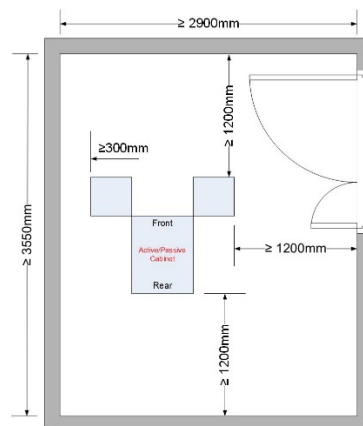 ≥ 2900mm
≥ 1200mm
≥300mm
≥ 3550mm
Front
Active/Passive
Cabinet
≥ 1200mm
Rear
≥ 1200mm